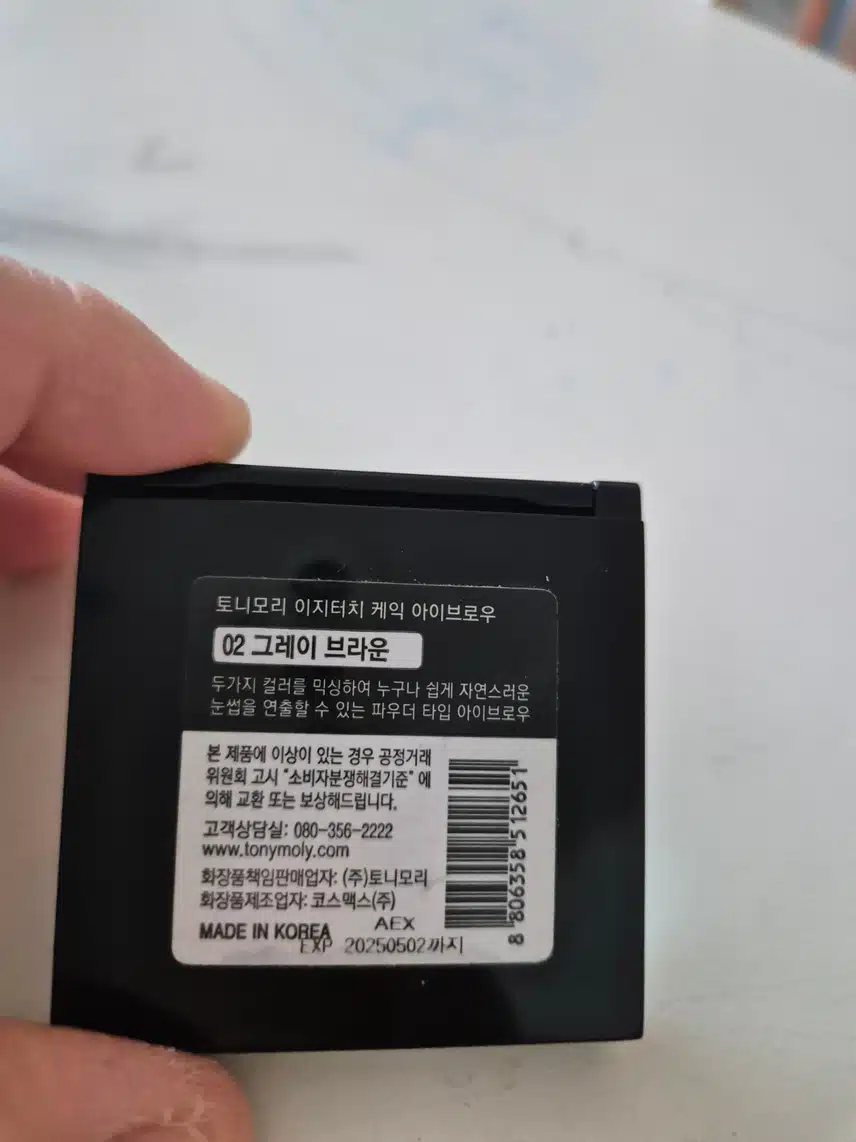 토니모리 이지터치 케익 아이브로우
02 그레이 브라운
두가지 컬러를 믹싱하여 누구나 쉽게 자연스러운
눈썹을 연출할 수 있는 파우더 타입 아이브로우
본 제품에 이상이 있는 경우 공정거래
위원회 고시 "소비자분쟁해결기준" 에
의해 교환 또는 보상해드립니다.
고객상담실: 080-356-2222
www.tonymoly.com
화장품책임판매업자: (주)토니모리
화장품제조업자: 코스맥스(주)
MADE IN KOREA
AEX
EXP 20250502까지
8 806358 512651